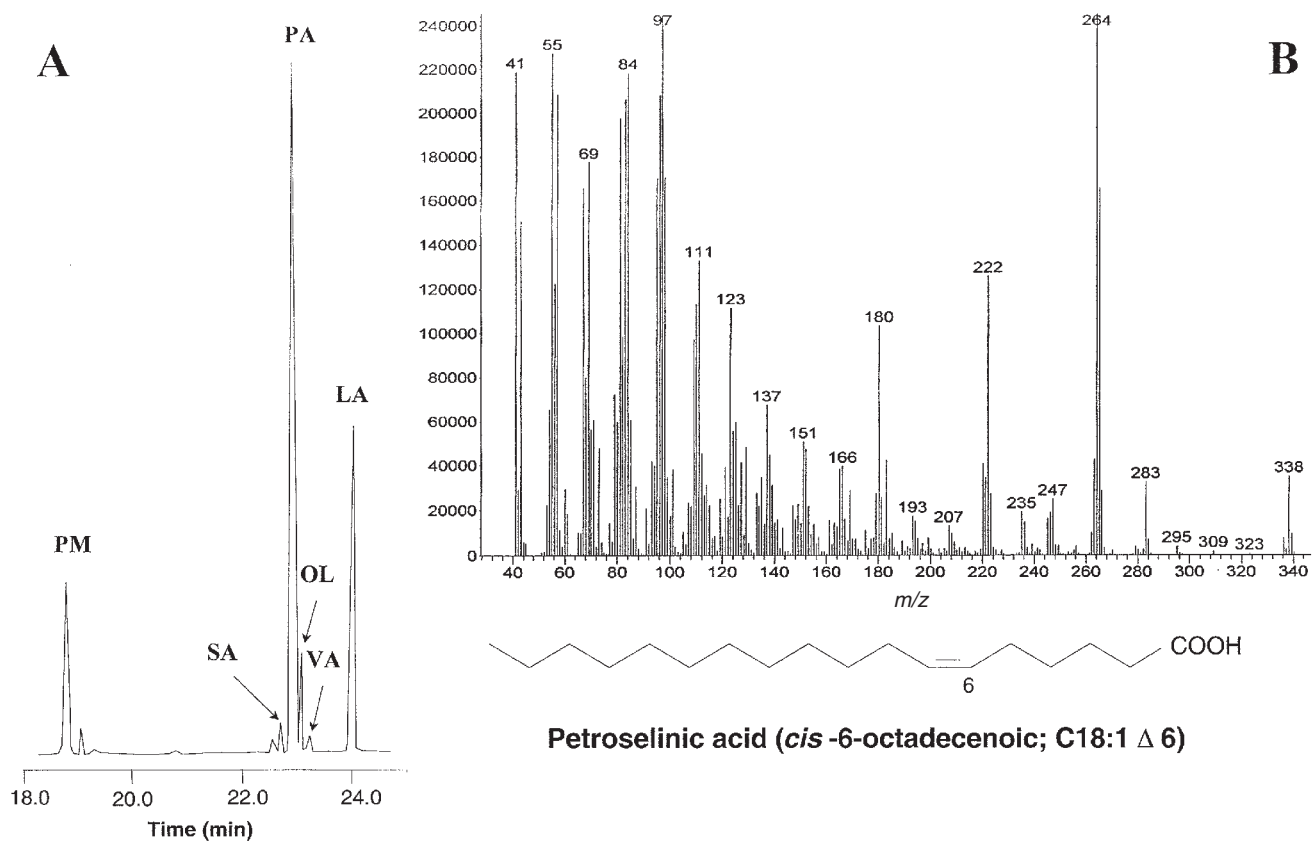 A
PA
PM
SA
OL
VA
LA
18.0 20.0 22.0 24.0
Time (min)
B
240000
220000
200000
180000
160000
140000
120000
100000
80000
60000
40000
20000
0
41 55 69 84 97 111 123 137 151 166 180 193 207 222 235 247 264 283 295 309 323 338
40 60 80 100 120 140 160 180 200 220 240 260 280 300 320 340
m/z
COOH
6
Petroselinic acid (cis -6-octadecenoic; C18:1 Δ 6)